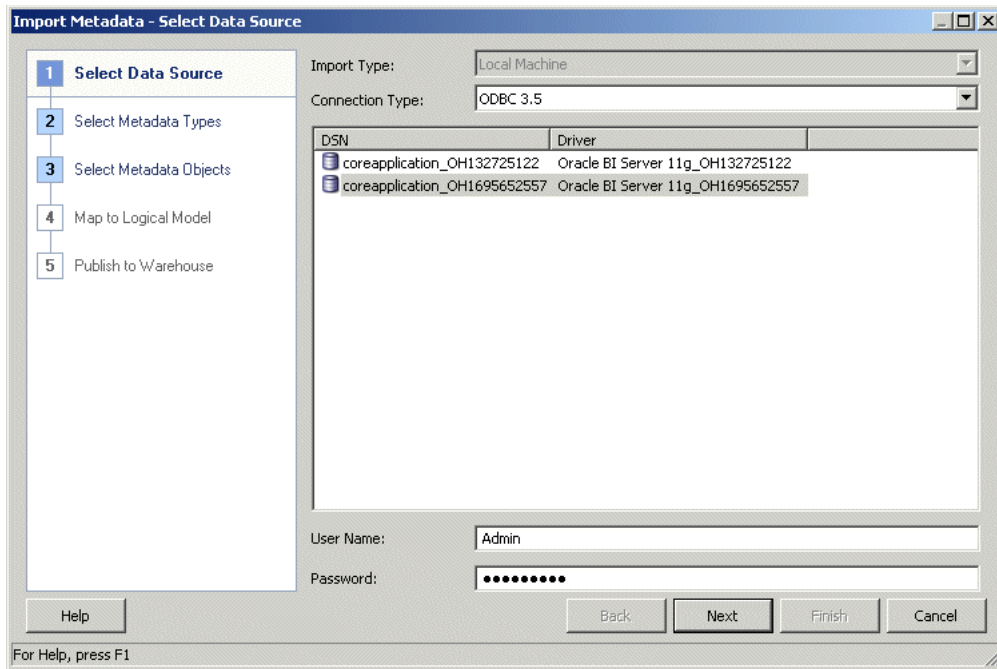 Import Metadata - Select Data Source
1 Select Data Source
2 Select Metadata Types
3 Select Metadata Objects
4 Map to Logical Model
5 Publish to Warehouse
Import Type: Local Machine
Connection Type: ODBC 3.5
DSN Driver
coreapplication_OH132725122 Oracle BI Server 11g_OH132725122
coreapplication_OH1695652557 Oracle BI Server 11g_OH1695652557
User Name: Admin
Password: ●●●●●●●●●
Help Back Next Finish Cancel
For Help, press F1